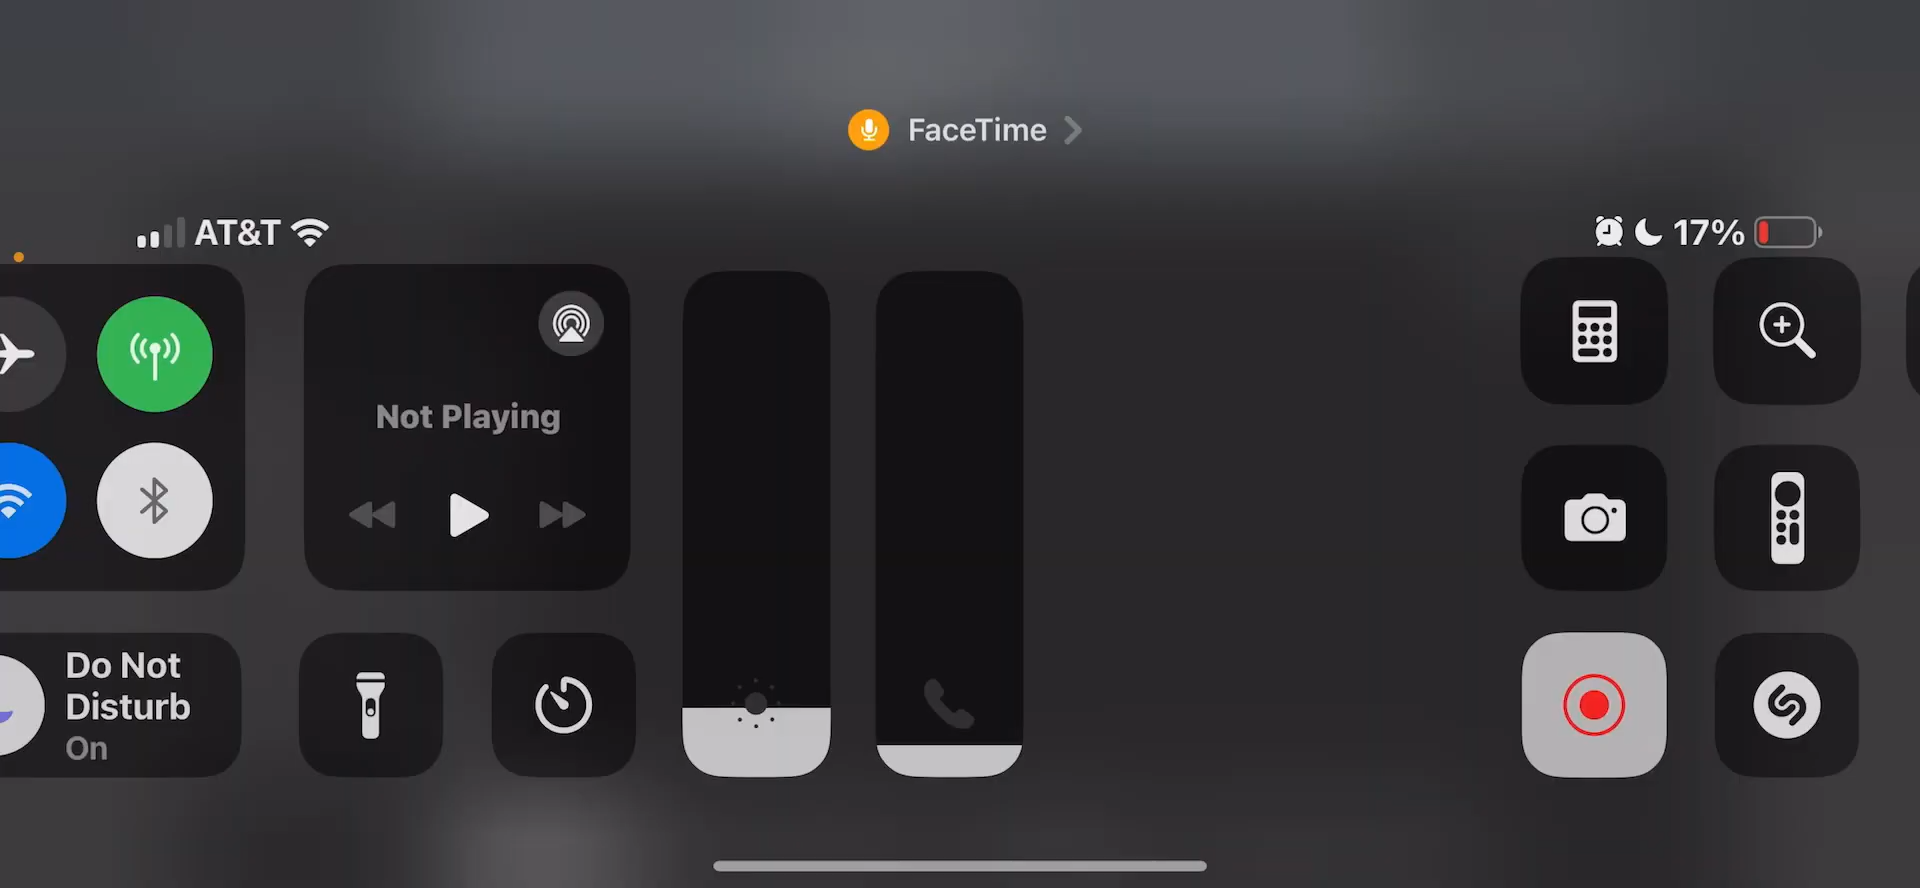 FaceTime
AT&T
17%
Not Playing
Do Not
Disturb
On